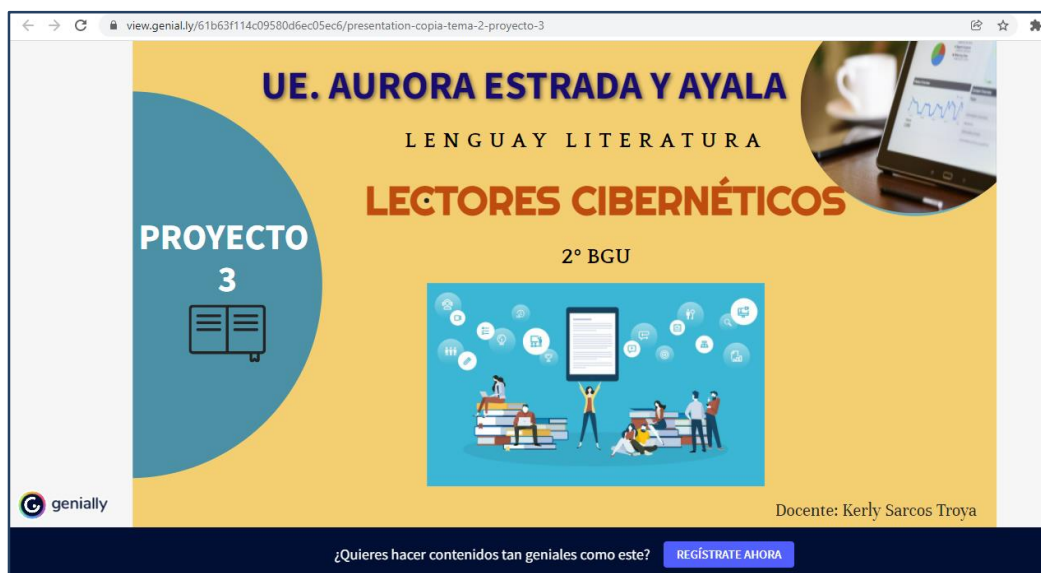 view.genial.ly/61b63f114c09580d6ec05ec6/presentation-copia-tema-2-proyecto-3
UE. AURORA ESTRADA Y AYALA
LENGUAY LITERATURA
LECTORES CIBERNÉTICOS
PROYECTO
3
2° BGU
genially
Docente: Kerly Sarcos Troya
¿Quieres hacer contenidos tan geniales como este?
REGÍSTRATE AHORA